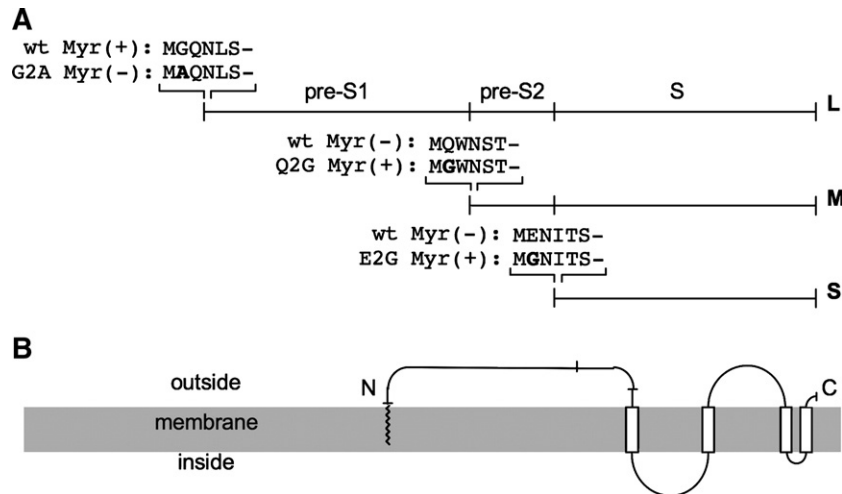 A
wt Myr(+): MGQNLS-
G2A Myr(-): MAQNLS-
pre-S1 pre-S2 S
L
wt Myr(-): MQWNST-
Q2G Myr(+): MGWNST-
M
wt Myr(-): MENITS-
E2G Myr(+): MGNITS-
S
B
outside
N
C
membrane
inside